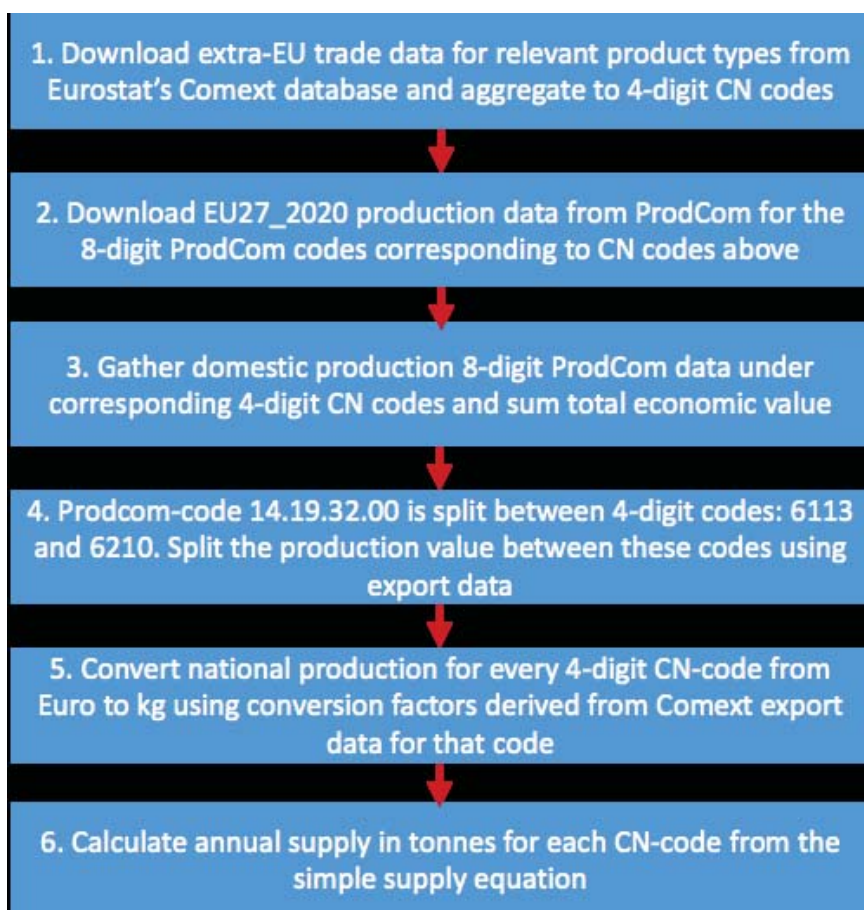 1. Download extra-EU trade data for relevant product types from
Eurostat's Comext database and aggregate to 4-digit CN codes
2. Download EU27_2020 production data from ProdCom for the
8-digit ProdCom codes corresponding to CN codes above
3. Gather domestic production 8-digit ProdCom data under
corresponding 4-digit CN codes and sum total economic value
4. Prodcom-code 14.19.32.00 is split between 4-digit codes: 6113
and 6210. Split the production value between these codes using
export data
5. Convert national production for every 4-digit CN-code from
Euro to kg using conversion factors derived from Comext export
data for that code
6. Calculate annual supply in tonnes for each CN-code from the
simple supply equation